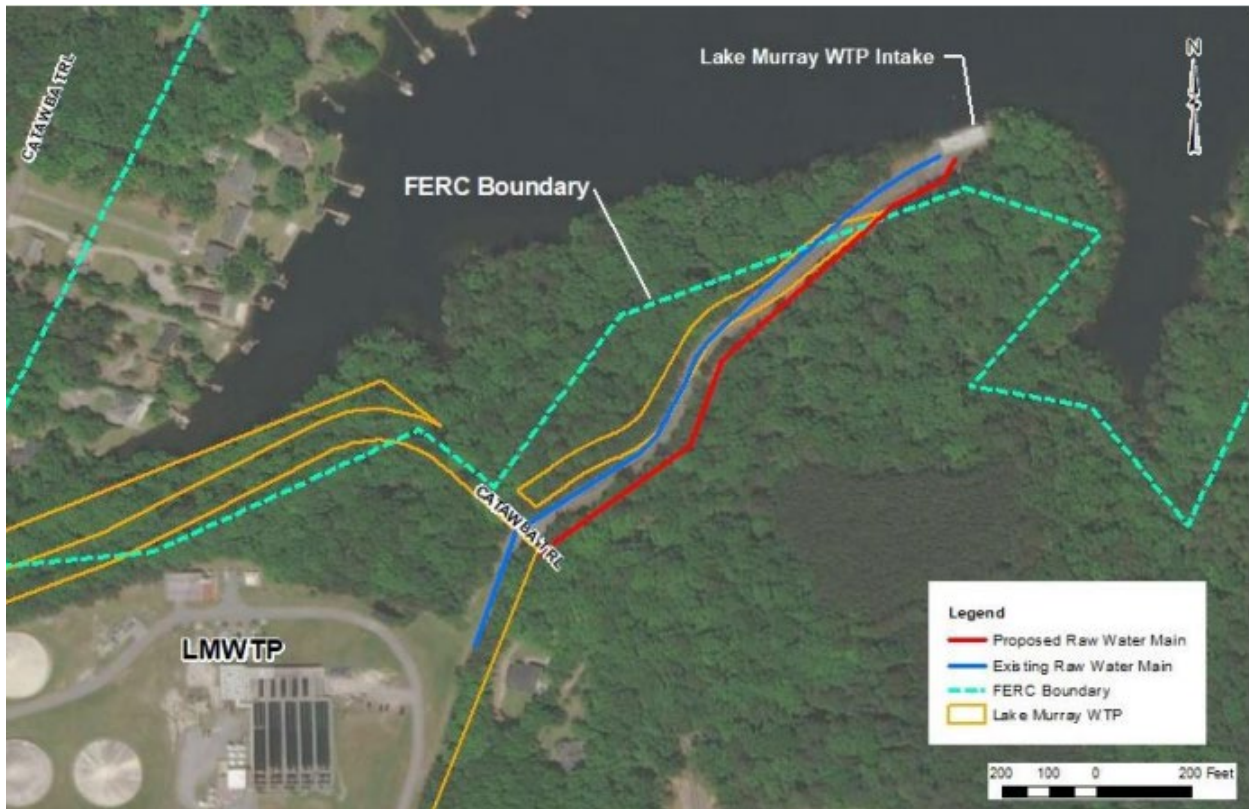 CATAWBA TRL
Lake Murray WTP Intake
N
FERC Boundary
CATAWBA TRL
LMWTP
Legend
Proposed Raw Water Main
Existing Raw Water Main
FERC Boundary
Lake Murray WTP
200 100 0 200 Feet